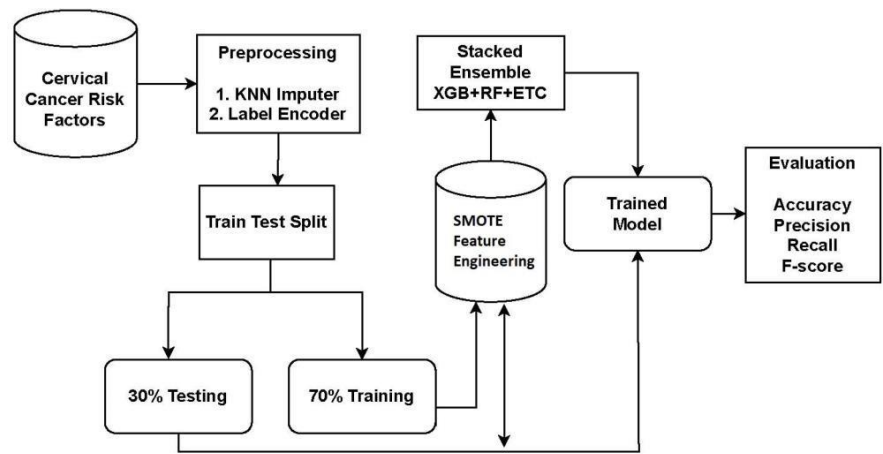 Cervical
Cancer Risk
Factors
Preprocessing
1. KNN Imputer
2. Label Encoder
Train Test Split
30% Testing
70% Training
SMOTE
Feature
Engineering
Stacked
Ensemble
XGB+RF+ETC
Trained
Model
Evaluation
Accuracy
Precision
Recall
F-score